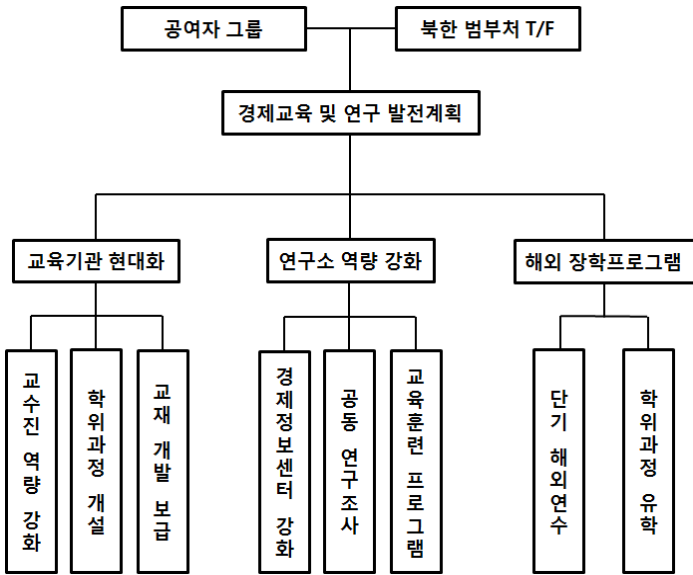 공여자 그룹
북한 범부처 T/F
경제교육 및 연구 발전계획
교육기관 현대화
연구소 역량 강화
해외 장학프로그램
교수진 역량 강화
학위과정 개설
교재 개발 보급
경제정보센터 강화
공동 연구조사
교육훈련 프로그램
단기 해외연수
학위과정 유학